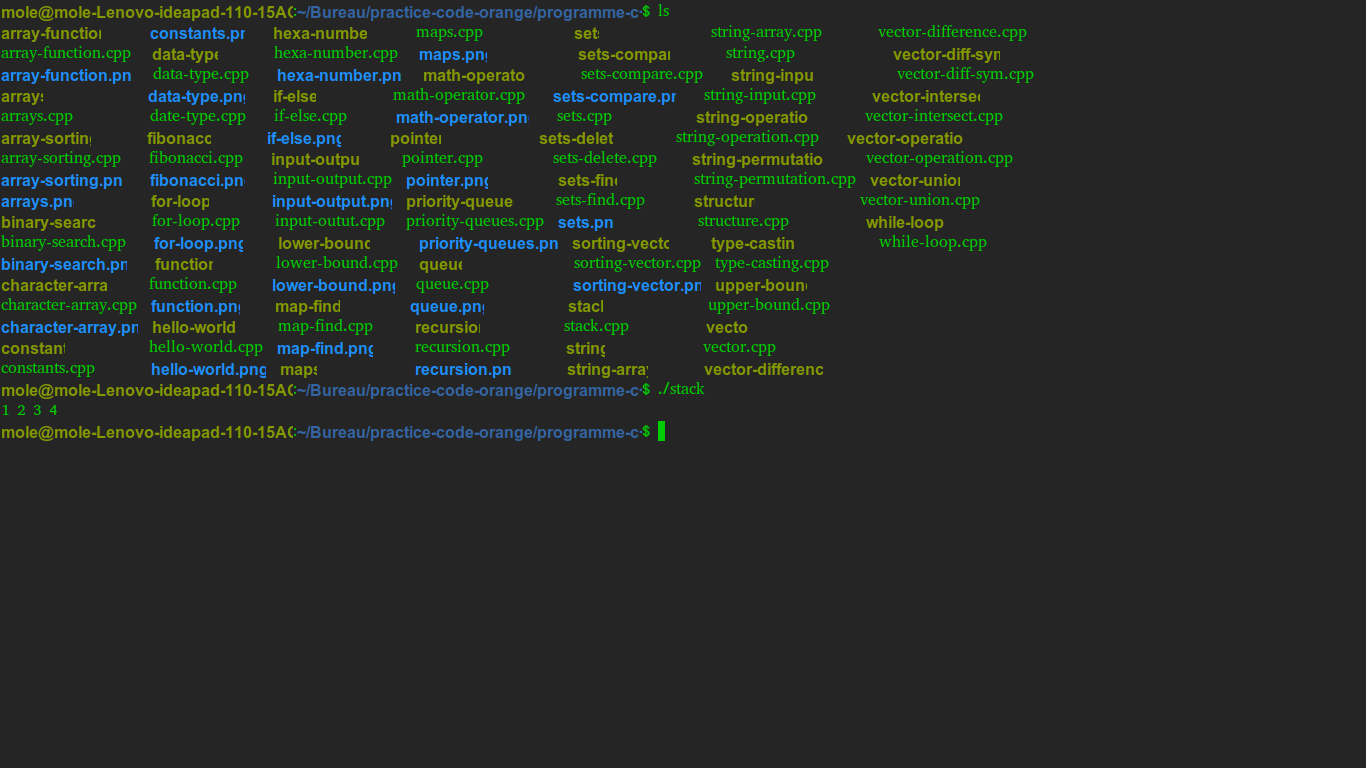 mole@mole-Lenovo-ideapad-110-15AC:~/Bureau/practice-code-orange/programme-c$ ls
array-function constants.pn hexa-numbe maps.cpp sets string-array.cpp vector-difference.cpp
array-function.cpp data-type hexa-number.cpp maps.png sets-compar string.cpp vector-diff-sym
array-function.pn data-type.cpp hexa-number.pn math-operato sets-compare.cpp string-inpu vector-diff-sym.cpp
arrays data-type.png if-else math-operator.cpp sets-compare.pn string-input.cpp vector-intersec
arrays.cpp date-type.cpp if-else.cpp math-operator.pn sets.cpp string-operatio vector-intersect.cpp
array-sorting fibonacc if-else.png pointer sets-delet string-operation.cpp vector-operatio
array-sorting.cpp fibonacci.cpp input-outpu pointer.cpp sets-delete.cpp string-permutatio vector-operation.cpp
array-sorting.pn fibonacci.pn input-output.cpp pointer.png sets-find string-permutation.cpp vector-union
arrays.pn for-loop input-output.png priority-queue sets-find.cpp structur vector-union.cpp
binary-searc for-loop.cpp input-outut.cpp priority-queues.cpp sets.pn structure.cpp while-loop
binary-search.cpp for-loop.png lower-bound priority-queues.pn sorting-vecto type-castin while-loop.cpp
binary-search.pn function lower-bound.cpp queue sorting-vector.cpp type-casting.cpp
character-arra function.cpp lower-bound.png queue.cpp sorting-vector.pn upper-boun
character-array.cpp function.png map-find queue.png stack upper-bound.cpp
character-array.pn hello-world map-find.cpp recursio stack.cpp vecto
constant hello-world.cpp map-find.png recursion.cpp string vector.cpp
constants.cpp hello-world.png maps recursion.pn string-array vector-differenc
mole@mole-Lenovo-ideapad-110-15AC:~/Bureau/practice-code-orange/programme-c$ ./stack
1 2 3 4
mole@mole-Lenovo-ideapad-110-15AC:~/Bureau/practice-code-orange/programme-c$